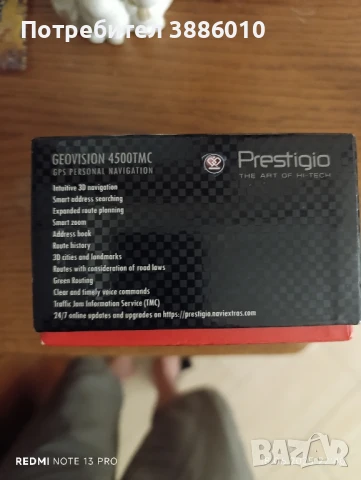 Потребител 3886010
GEOVISION 4500TMC
GPS PERSONAL NAVIGATION
Prestigio
THE ART OF HI-TECH
Intuitive 3D navigation
Smart address searching
Expanded route planning
Smart zoom
Address book
Route history
3D cities and landmarks
Routes with consideration of road laws
Green Routing
Clear and timely voice commands
Traffic Jam Information Service (TMC)
24/7 online updates and upgrades on https://prestigio.naviextras.com
REDMI NOTE 13 PRO
bazar